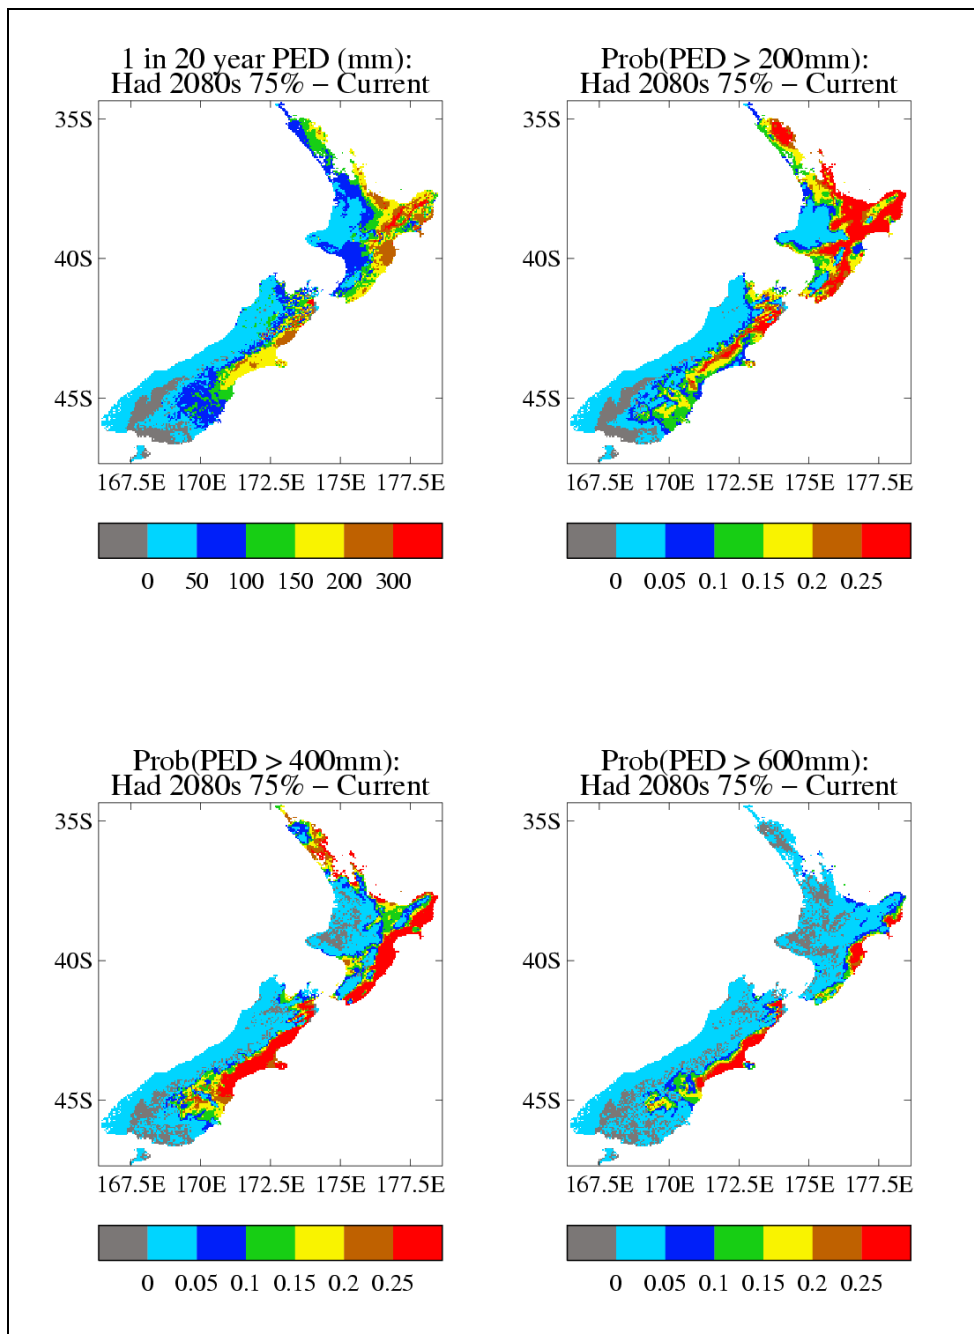 1 in 20 year PED (mm):
Had 2080s 75% – Current
35S
40S
45S
167.5E 170E 172.5E 175E 177.5E
0 50 100 150 200 300
Prob(PED > 200mm):
Had 2080s 75% – Current
35S
40S
45S
167.5E 170E 172.5E 175E 177.5E
0 0.05 0.1 0.15 0.2 0.25
Prob(PED > 400mm):
Had 2080s 75% – Current
35S
40S
45S
167.5E 170E 172.5E 175E 177.5E
0 0.05 0.1 0.15 0.2 0.25
Prob(PED > 600mm):
Had 2080s 75% – Current
35S
40S
45S
167.5E 170E 172.5E 175E 177.5E
0 0.05 0.1 0.15 0.2 0.25